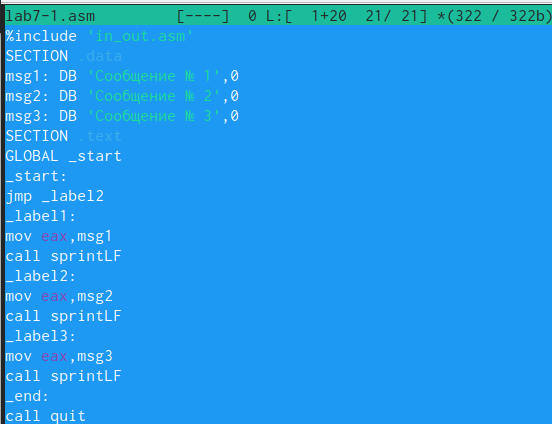 lab7-1.asm [----] 0 L:[ 1+20 21/ 21] *(322 / 322b)
%include 'in_out.asm'
SECTION .data
msg1: DB 'Сообщение № 1',0
msg2: DB 'Сообщение № 2',0
msg3: DB 'Сообщение № 3',0
SECTION .text
GLOBAL _start
_start:
jmp _label2
_label1:
mov eax,msg1
call sprintLF
_label2:
mov eax,msg2
call sprintLF
_label3:
mov eax,msg3
call sprintLF
_end:
call quit